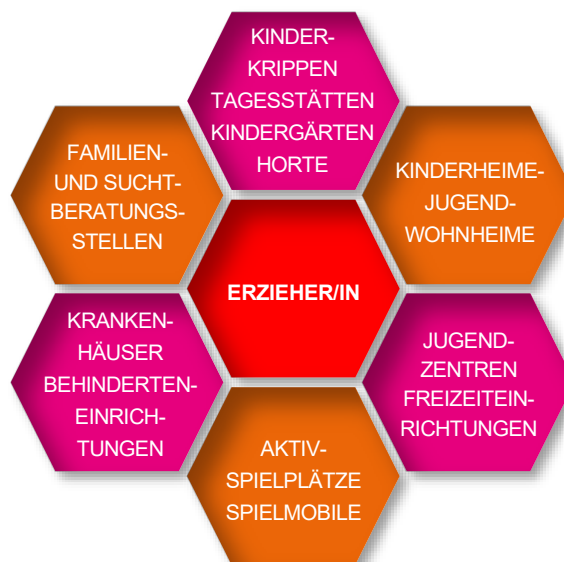 KINDER-
KRIPPEN
TAGESSTÄTTEN
KINDERGÄRTEN
HORTE
FAMILIEN-
UND SUCHT-
BERATUNGS-
STELLEN
KINDERHEIME-
JUGEND-
WOHNHEIME
ERZIEHER/IN
KRANKEN-
HÄUSER
BEHINDERTEN-
EINRICH-
TUNGEN
JUGEND-
ZENTREN
FREIZEITEIN-
RICHTUNGEN
AKTIV-
SPIELPLÄTZE
SPIELMOBILE